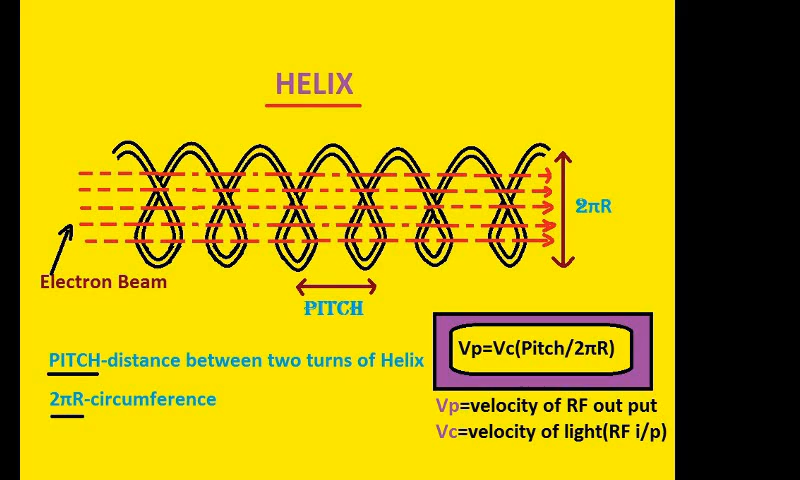 HELIX
2πR
Electron Beam
PITCH
Vp=Vc(Pitch/2πR)
PITCH-distance between two turns of Helix
2πR-circumference
Vp=velocity of RF out put
Vc=velocity of light(RF i/p)